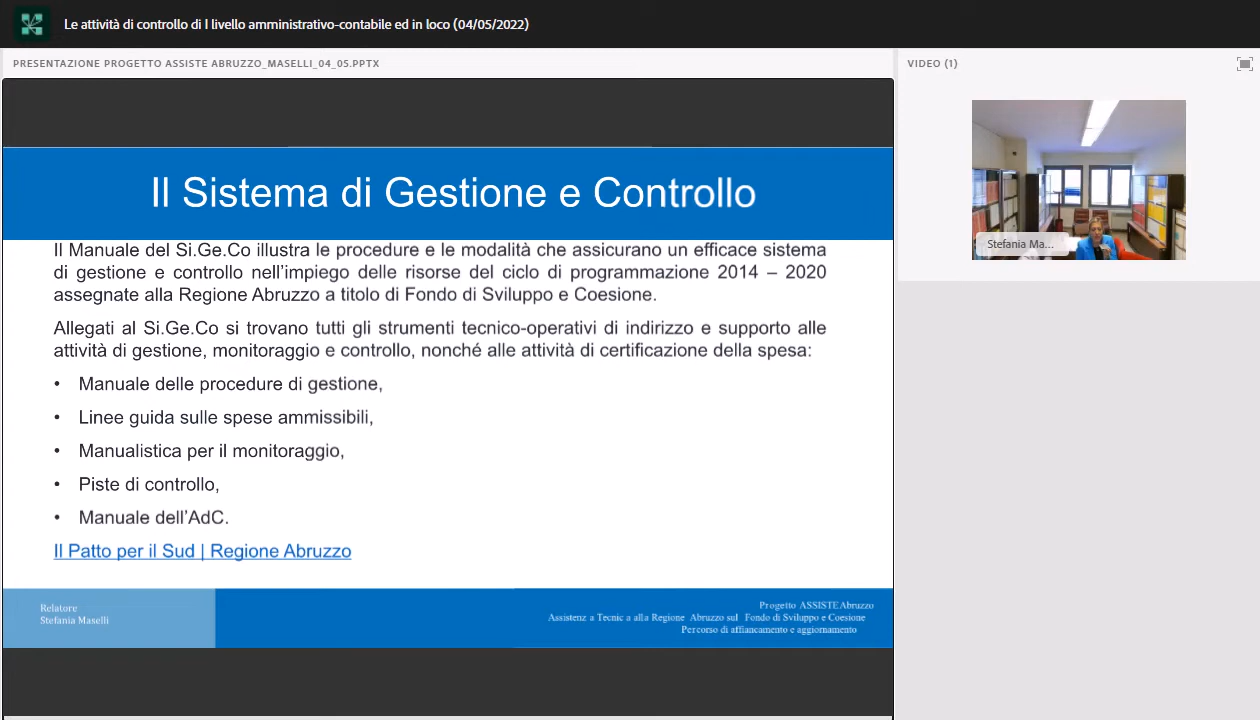 Le attività di controllo di I livello amministrativo-contabile ed in loco (04/05/2022)
PRESENTAZIONE PROGETTO ASSISTE ABRUZZO_MASELLI_04_05.PPTX
VIDEO (1)
Il Sistema di Gestione e Controllo
Il Manuale del Si.Ge.Co illustra le procedure e le modalità che assicurano un efficace sistema
di gestione e controllo nell'impiego delle risorse del ciclo di programmazione 2014 – 2020
assegnate alla Regione Abruzzo a titolo di Fondo di Sviluppo e Coesione.
Allegati al Si.Ge.Co si trovano tutti gli strumenti tecnico-operativi di indirizzo e supporto alle
attività di gestione, monitoraggio e controllo, nonché alle attività di certificazione della spesa:
• Manuale delle procedure di gestione,
• Linee guida sulle spese ammissibili,
• Manualistica per il monitoraggio,
• Piste di controllo,
• Manuale dell'AdC.
Il Patto per il Sud | Regione Abruzzo
Relatore
Stefania Maselli
Progetto ASSISTE Abruzzo
Assistenz a Tecnic a alla Regione Abruzzo sul Fondo di Sviluppo e Coesione
Percorso di affiancamento e aggiornamento
Stefania Ma...